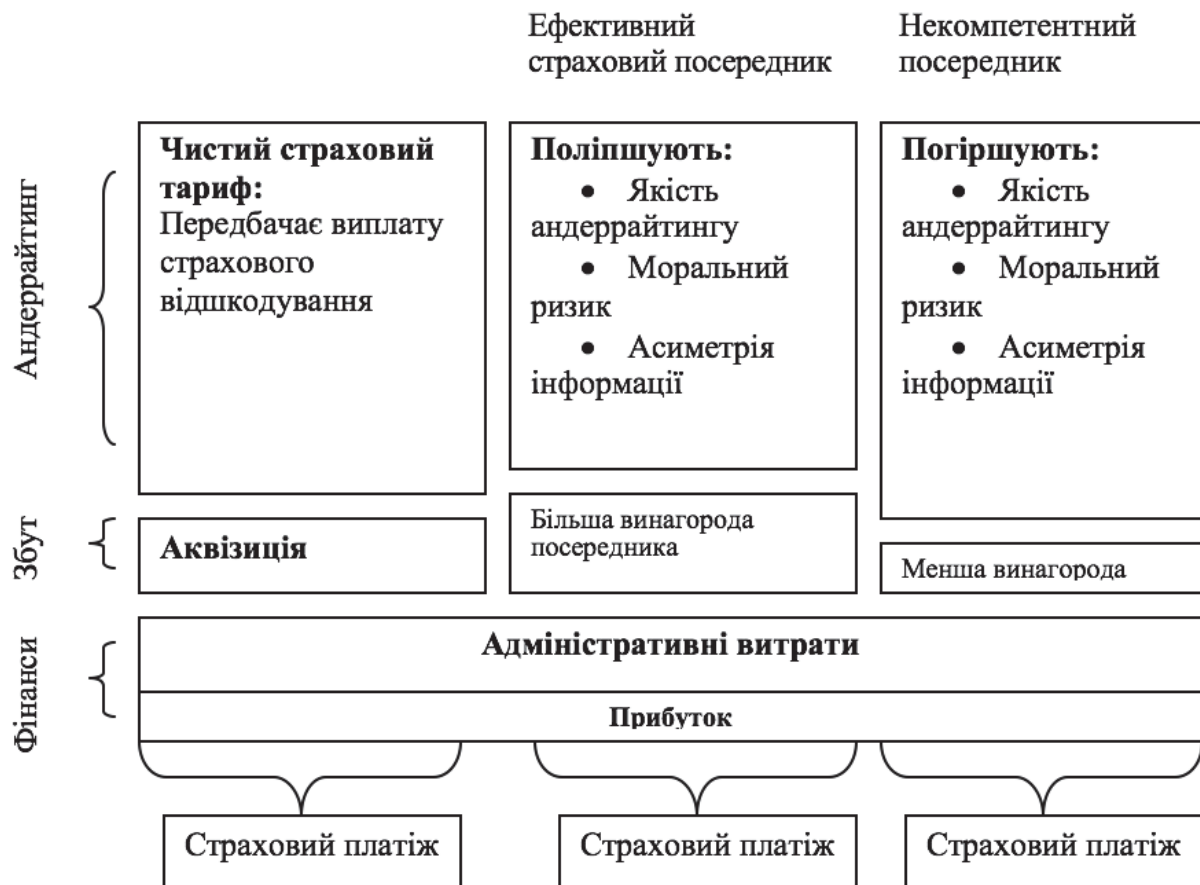 Ефективний
страховий посередник
Некомпетентний
посередник
Андеррайтинг
Чистий страховий
тариф:
Передбачає виплату
страхового
відшкодування
Поліпшують:
• Якість
андеррайтингу
• Моральний
ризик
• Асиметрія
інформації
Погіршують:
• Якість
андеррайтингу
• Моральний
ризик
• Асиметрія
інформації
Збут
Аквізиція
Більша винагорода
посередника
Менша винагорода
Фінанси
Адміністративні витрати
Прибуток
Страховий платіж
Страховий платіж
Страховий платіж